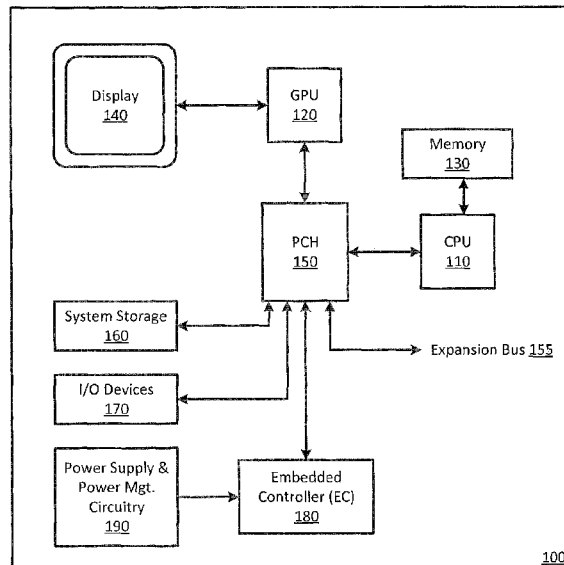 Display
140
GPU
120
Memory
130
PCH
150
CPU
110
System Storage
160
Expansion Bus 155
I/O Devices
170
Power Supply &
Power Mgt.
Circuitry
190
Embedded
Controller (EC)
180
100